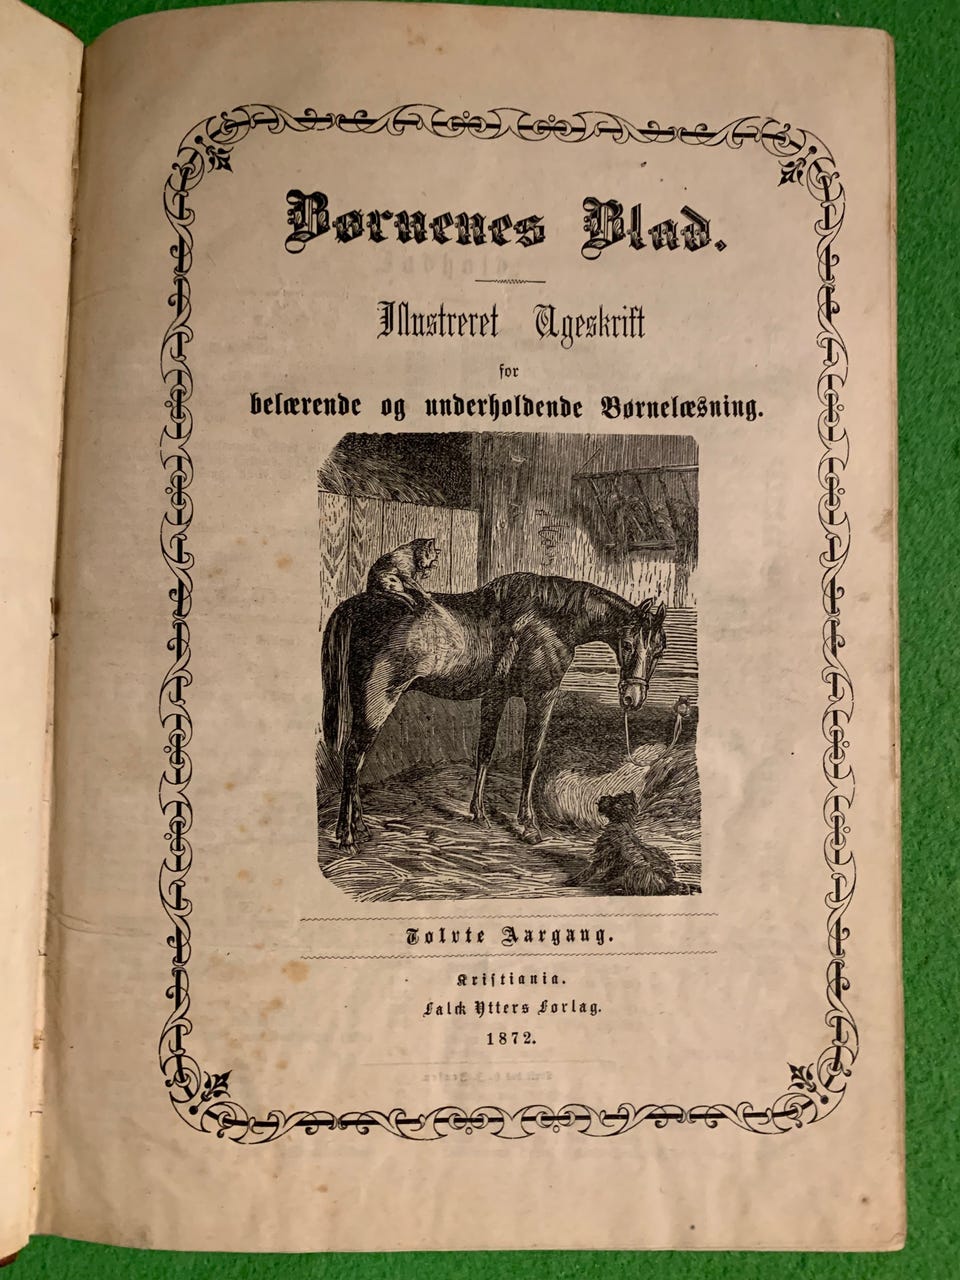 Børnenes Blad.
Illustreret Ugeskrift
for
belærende og underholdende Børnelæsning.
Tolvte Aargang.
Kristiania.
Falck Ytters Forlag.
1872.